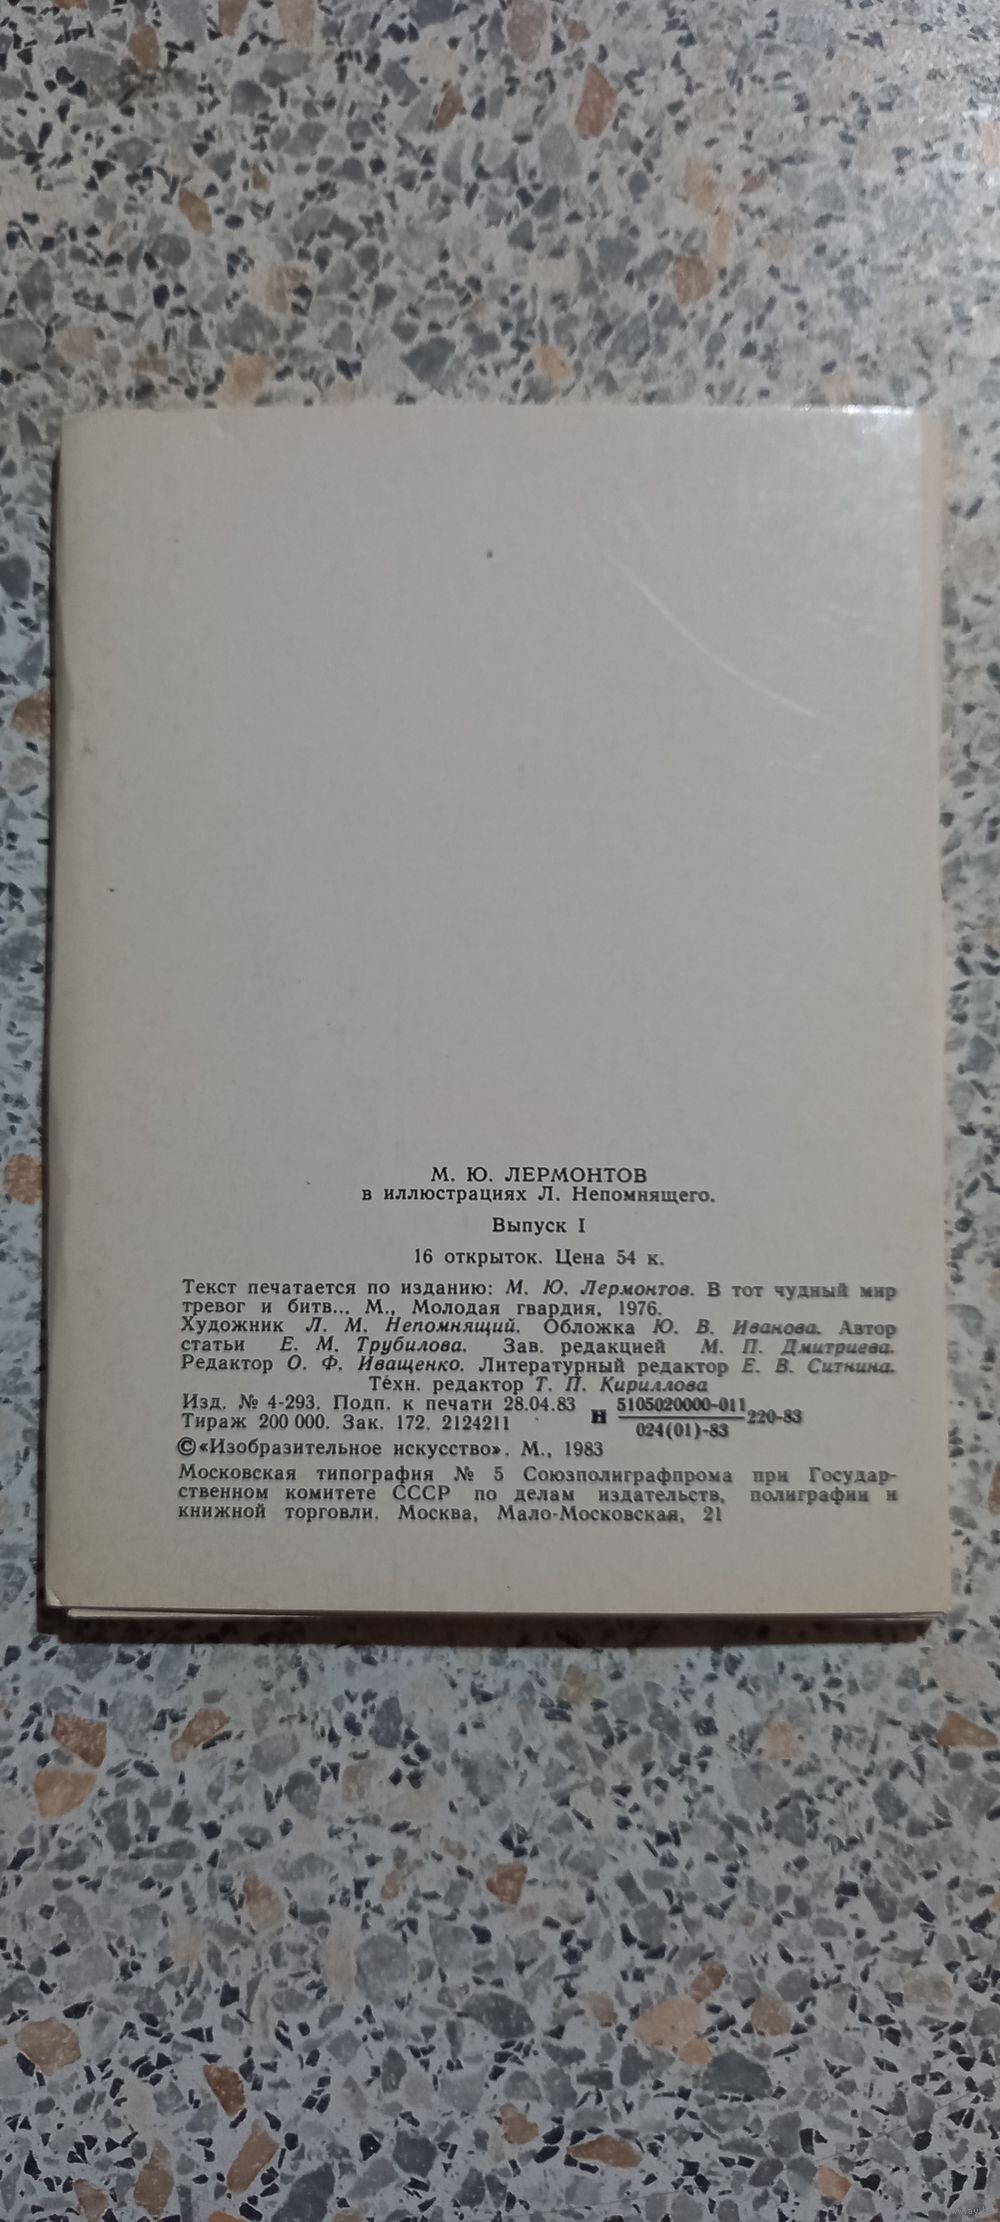 М. Ю. ЛЕРМОНТОВ
в иллюстрациях Л. Непомнящего.
Выпуск I
16 открыток. Цена 54 к.
Текст печатается по изданию: М. Ю. Лермонтов. В тот чудный мир
тревог и битв... М., Молодая гвардия, 1976.
Художник Л. М. Непомнящий. Обложка Ю. В. Иванова. Автор
статьи Е. М. Трубилова. Зав. редакцией М. П. Дмитриева.
Редактор О. Ф. Иващенко. Литературный редактор Е. В. Ситнина.
Техн. редактор Т. П. Кириллова
Изд. № 4-293. Подп. к печати 28.04.83
Тираж 200 000. Зак. 172. 2124211
И 5105020000-011 220-83
024(01)-83
©«Изобразительное искусство». М., 1983
Московская типография № 5 Союзполиграфпрома при Государ-
ственном комитете СССР по делам издательств, полиграфии и
книжной торговли. Москва, Мало-Московская, 21